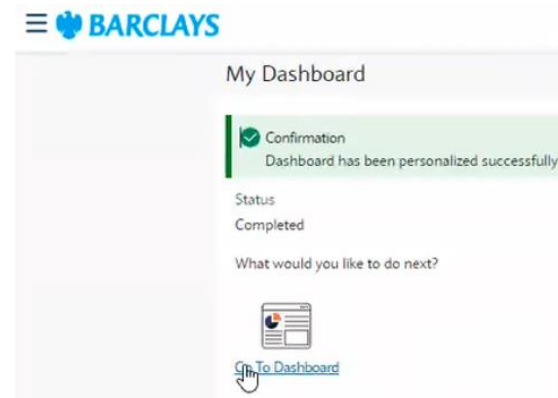 BARCLAYS
My Dashboard
Confirmation
Dashboard has been personalized successfully
Status
Completed
What would you like to do next?
Go To Dashboard